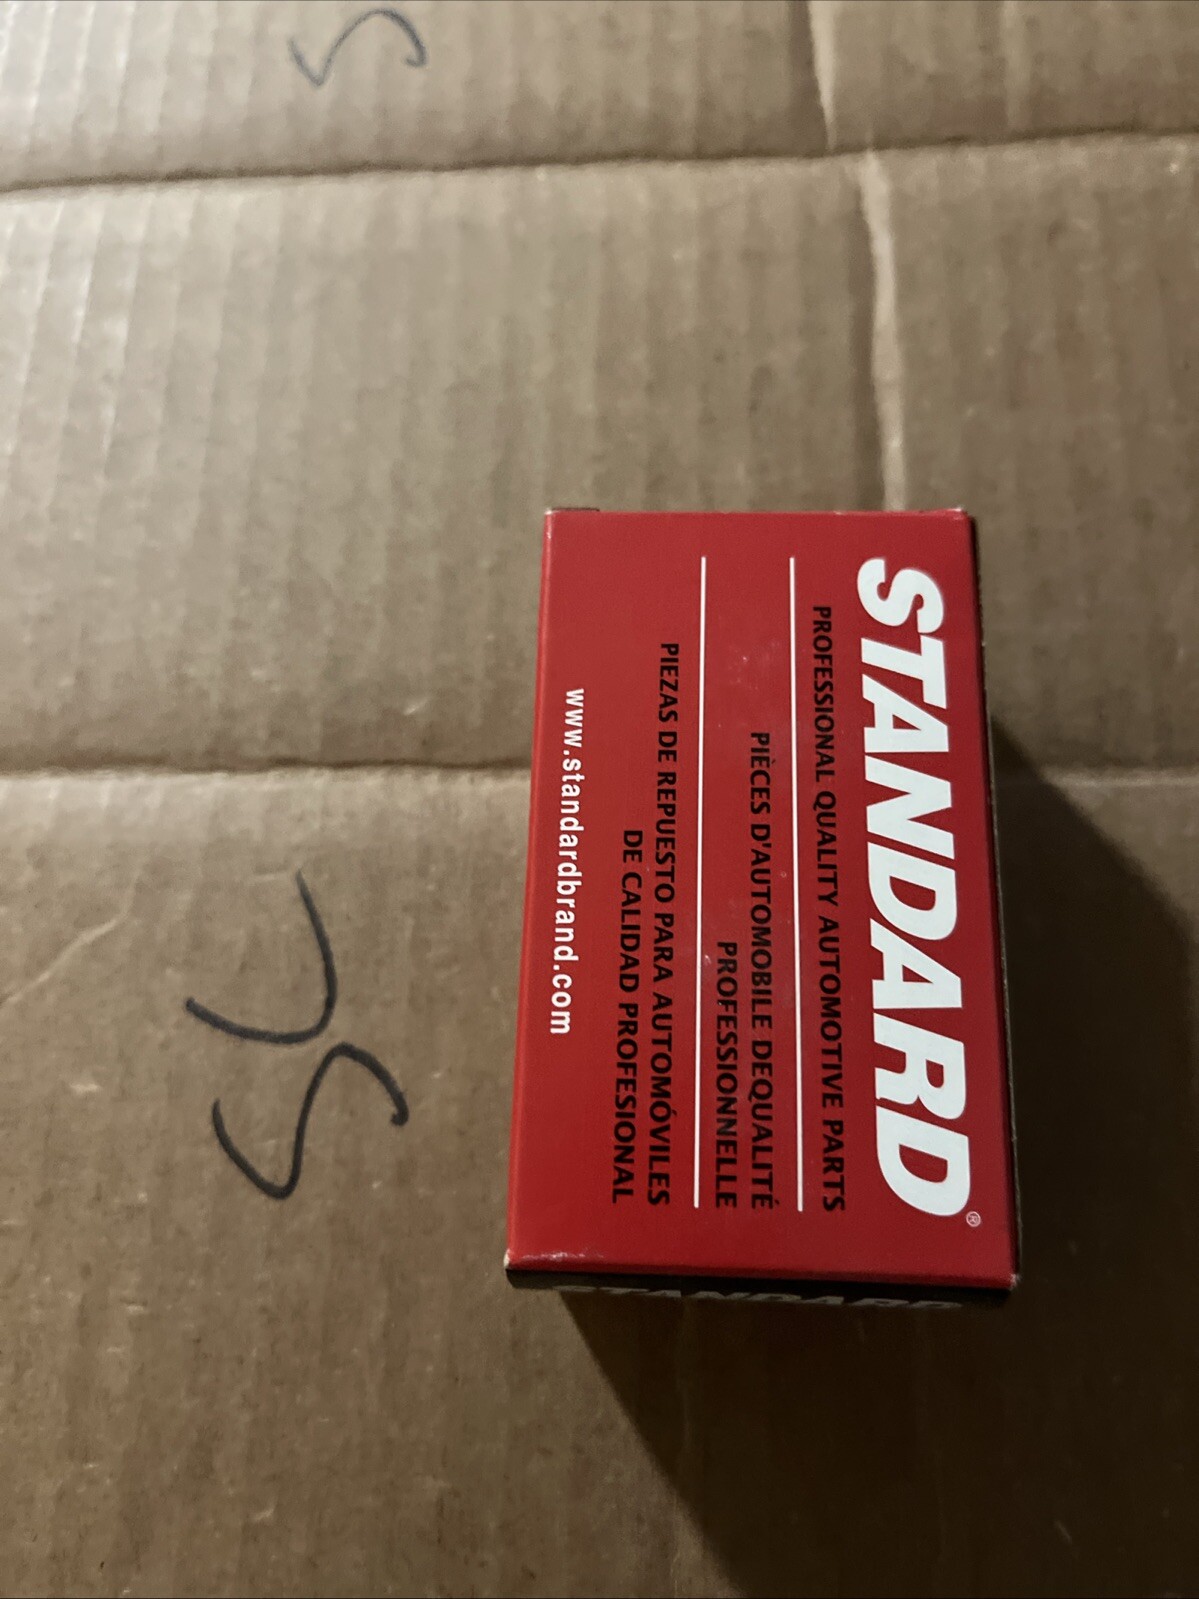 STANDARD®
PROFESSIONAL QUALITY AUTOMOTIVE PARTS
PIÈCES D'AUTOMOBILE DEQUALITÉ
PROFESSIONNELLE
PIEZAS DE REPUESTO PARA AUTOMÓVILES
DE CALIDAD PROFESIONAL
www.standardbrand.com
STANDARD